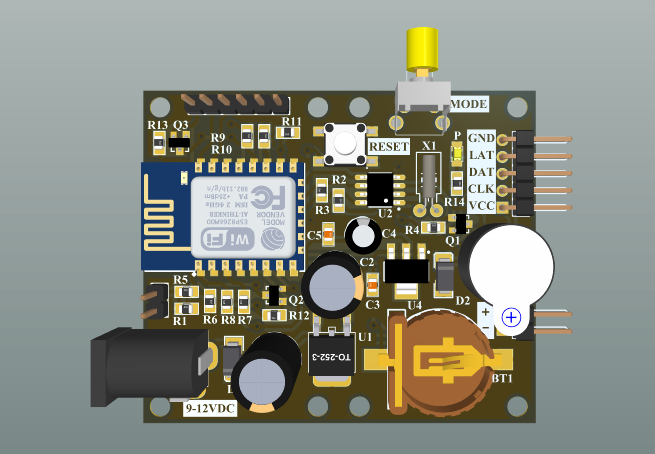 MODE
R13
Q3
R9
R10
R11
RESET
X1
P
GND
LAT
DAT
CLK
VCC
R2
R3
U2
R14
R4
Q1
C5
C4
C2
MODEL ESP8266MOD
VENDOR AI-THINKER
ISM 2.4GHz
PA +25dBm
802.11b/g/n
FC
Wi Fi
R5
R1
R6
R8
R7
Q2
R12
C3
U4
D2
+
−
U1
TO-252-3
L
BT1
9-12VDC